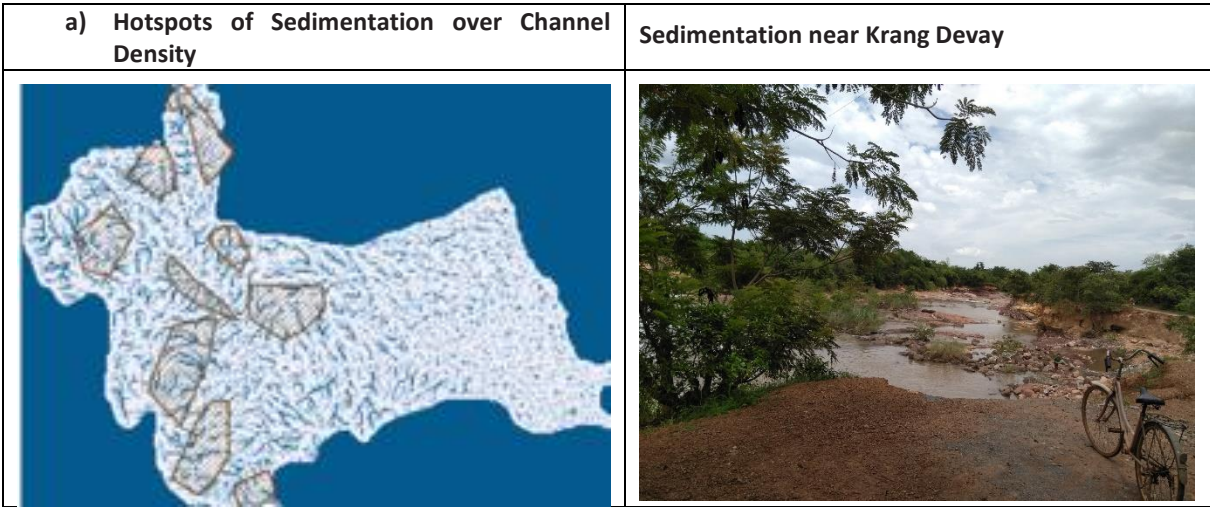 a) Hotspots of Sedimentation over Channel
Density
Sedimentation near Krang Devay